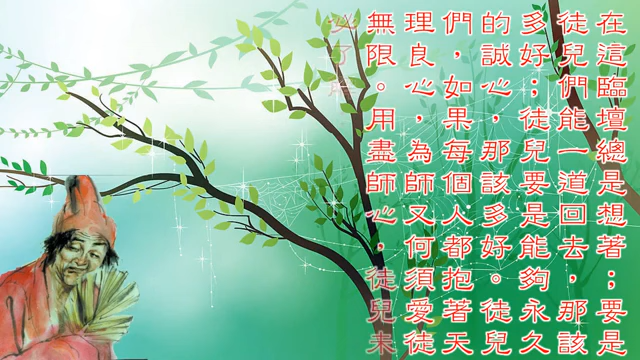 在這臨壇總是想著；要是
徒兒們能一道回去，那該
多好；徒兒要是能夠永久
的誠心，那該多好。徒兒
們，如果每個人都抱著天
理良心，為師又何須愛徒
無限。用盡師心，徒兒未
必了